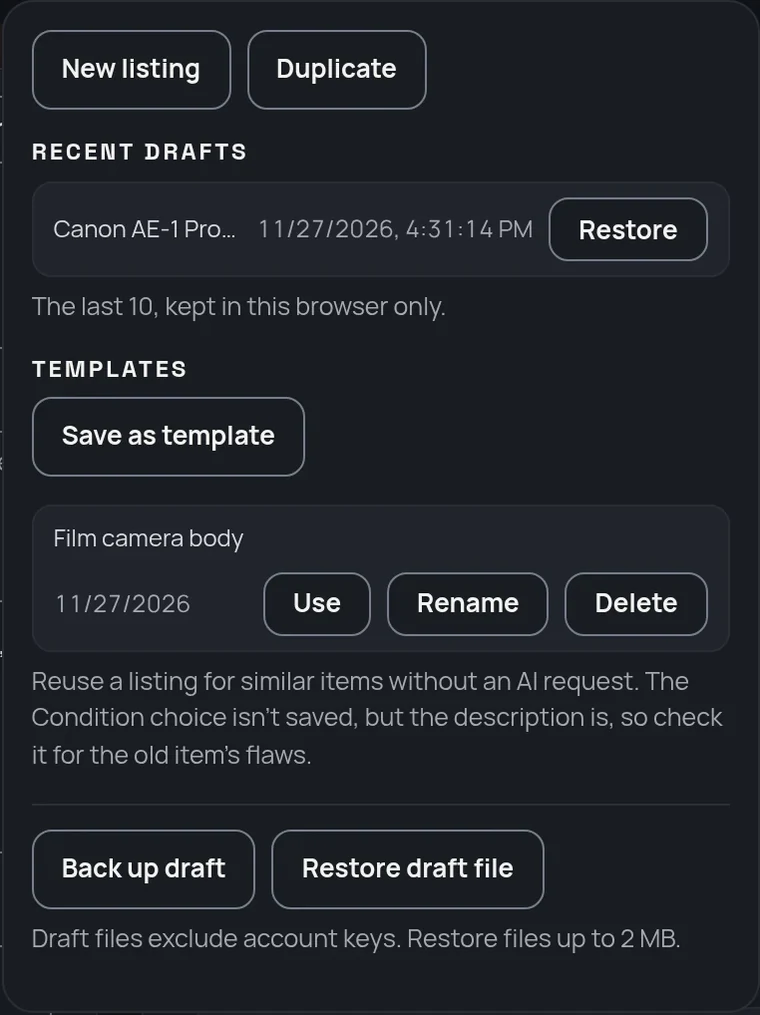 New listing
Duplicate
RECENT DRAFTS
Canon AE-1 Pro… 11/27/2026, 4:31:14 PM Restore
The last 10, kept in this browser only.
TEMPLATES
Save as template
Film camera body
11/27/2026 Use Rename Delete
Reuse a listing for similar items without an AI request. The
Condition choice isn’t saved, but the description is, so check
it for the old item’s flaws.
Back up draft
Restore draft file
Draft files exclude account keys. Restore files up to 2 MB.